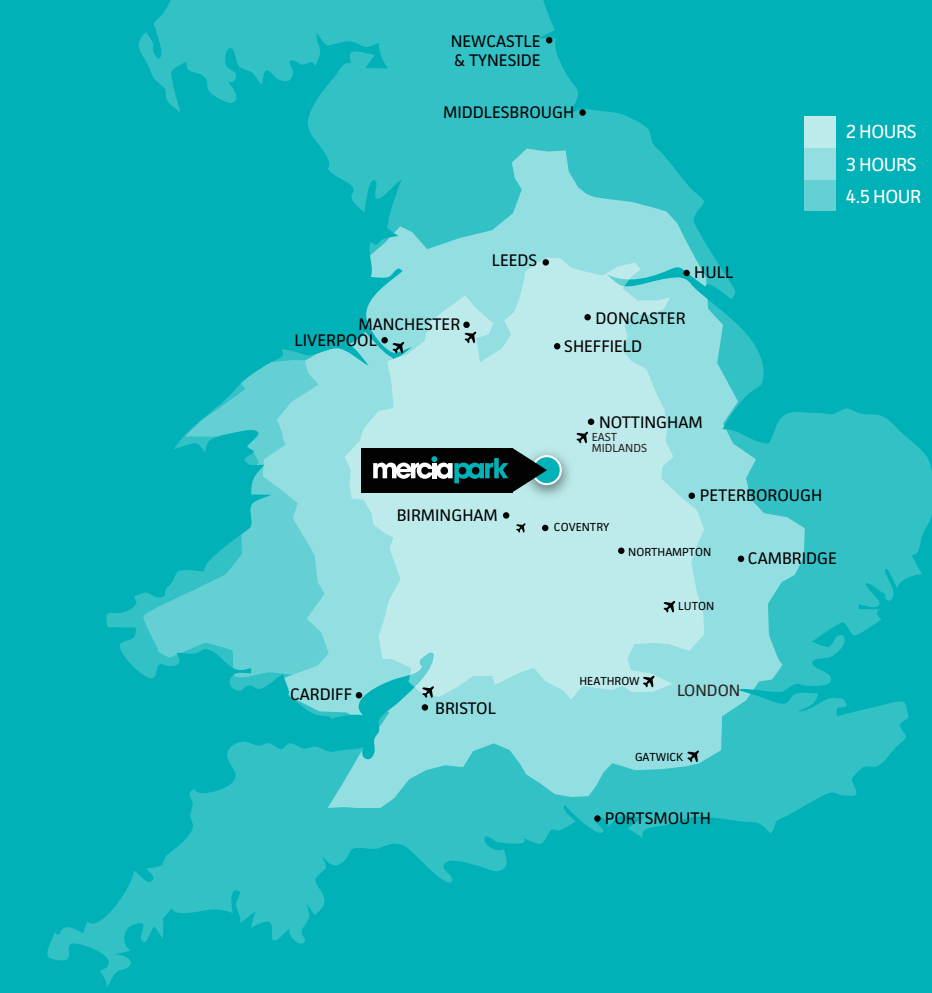 NEWCASTLE
& TYNESIDE
MIDDLESBROUGH
2 HOURS
3 HOURS
4.5 HOUR
LEEDS
HULL
DONCASTER
MANCHESTER
LIVERPOOL
SHEFFIELD
NOTTINGHAM
EAST
MIDLANDS
merciapark
PETERBOROUGH
BIRMINGHAM
COVENTRY
NORTHAMPTON
CAMBRIDGE
LUTON
HEATHROW
LONDON
CARDIFF
BRISTOL
GATWICK
PORTSMOUTH